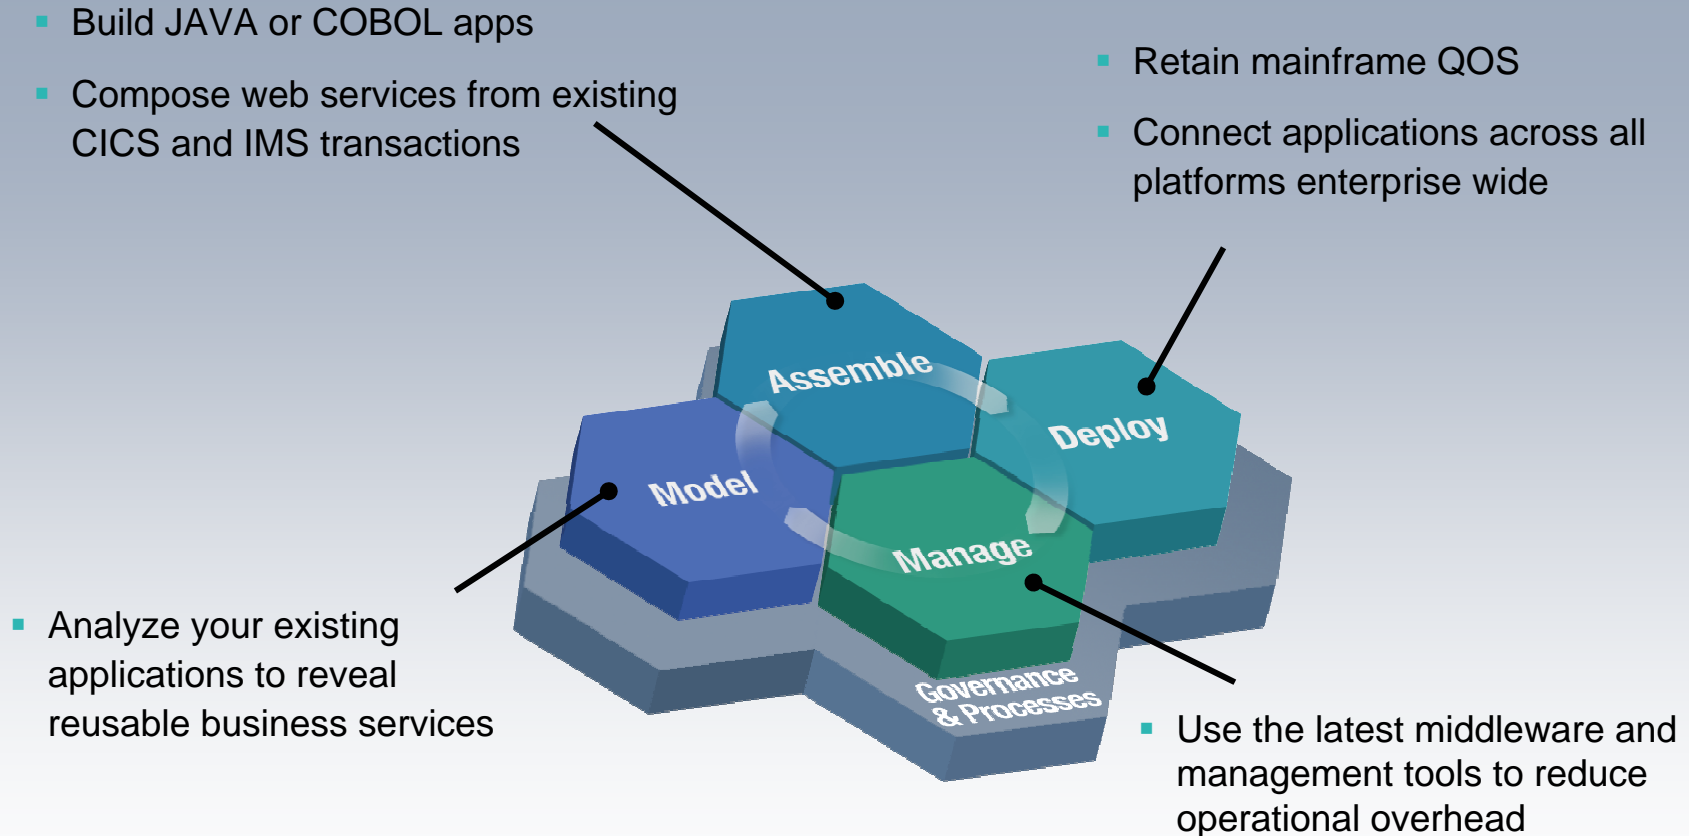 Build JAVA or COBOL apps
Compose web services from existing
CICS and IMS transactions
Retain mainframe QOS
Connect applications across all
platforms enterprise wide
Assemble
Deploy
Model
Manage
Governance
& Processes
Analyze your existing
applications to reveal
reusable business services
Use the latest middleware and
management tools to reduce
operational overhead